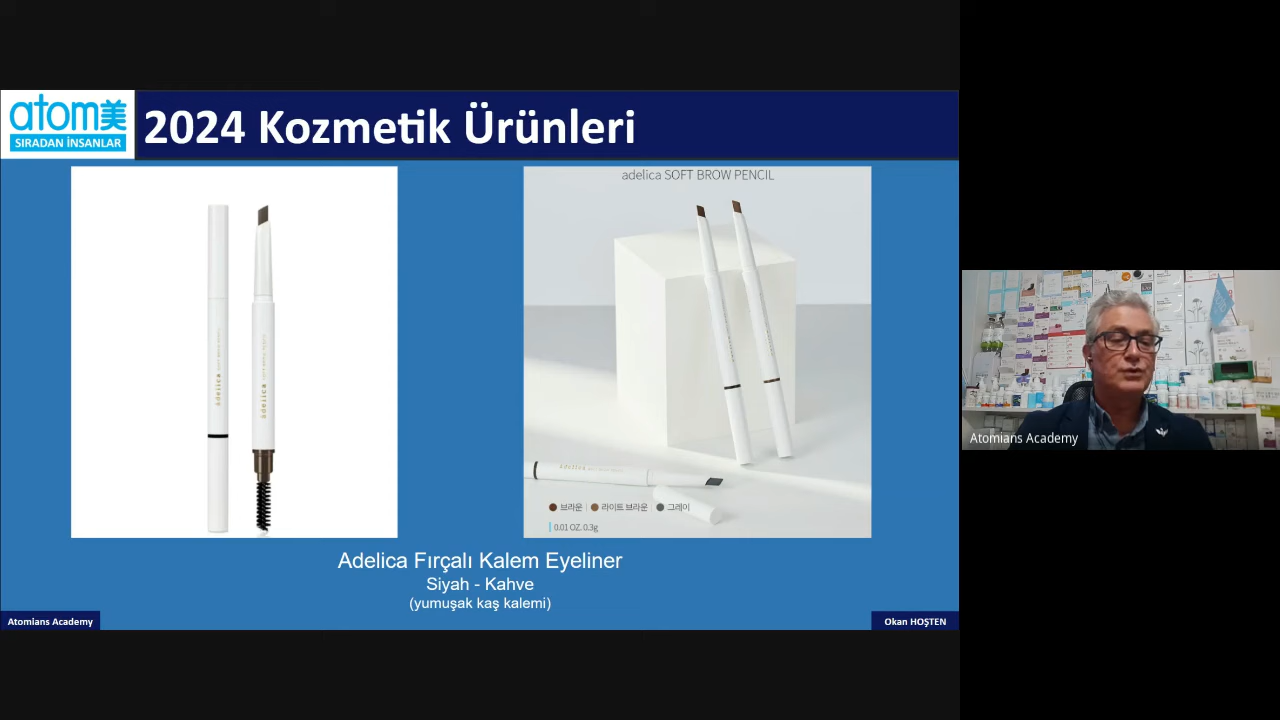 atom美
SIRADAN İNSANLAR
2024 Kozmetik Ürünleri
adelica
adelica
adelica SOFT BROW PENCIL
adelica
브라운 | 라이트 브라운 | 그레이
0.01 OZ. 0.3g
Adelica Fırçalı Kalem Eyeliner
Siyah - Kahve
(yumuşak kaş kalemi)
Atomians Academy
Okan HOŞTEN
Atomians Academy